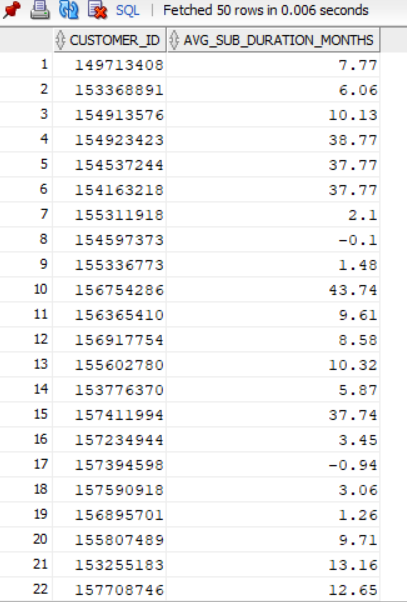 SQL | Fetched 50 rows in 0.006 seconds
CUSTOMER_ID AVG_SUB_DURATION_MONTHS
1 149713408 7.77
2 153368891 6.06
3 154913576 10.13
4 154923423 38.77
5 154537244 37.77
6 154163218 37.77
7 155311918 2.1
8 154597373 -0.1
9 155336773 1.48
10 156754286 43.74
11 156365410 9.61
12 156917754 8.58
13 155602780 10.32
14 153776370 5.87
15 157411994 37.74
16 157234944 3.45
17 157394598 -0.94
18 157590918 3.06
19 156895701 1.26
20 155807489 9.71
21 153255183 13.16
22 157708746 12.65